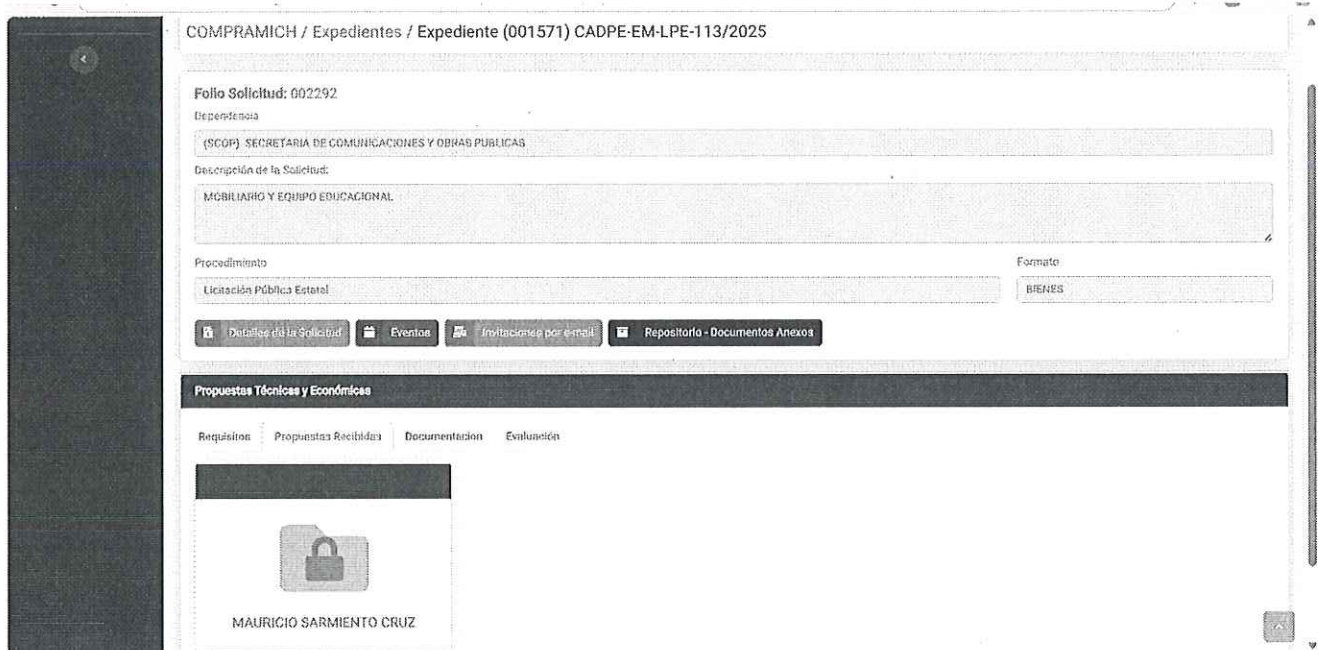 COMPRAMICH / Expedientes / Expediente (001571) CADPE-EM-LPE-113/2025
Folio Solicitud: 002292
Dependencia
(SCOP) SECRETARIA DE COMUNICACIONES Y OBRAS PUBLICAS
Descripción de la Solicitud:
MOBILIARIO Y EQUIPO EDUCACIONAL
Procedimiento Formato
Licitación Pública Estatal BIENES
Detalles de la Solicitud Eventos Invitaciones por e-mail Repositorio - Documentos Anexos
Propuestas Técnicas y Económicas
Requisitos Propuestas Recibidas Documentacion Evaluación
MAURICIO SARMIENTO CRUZ